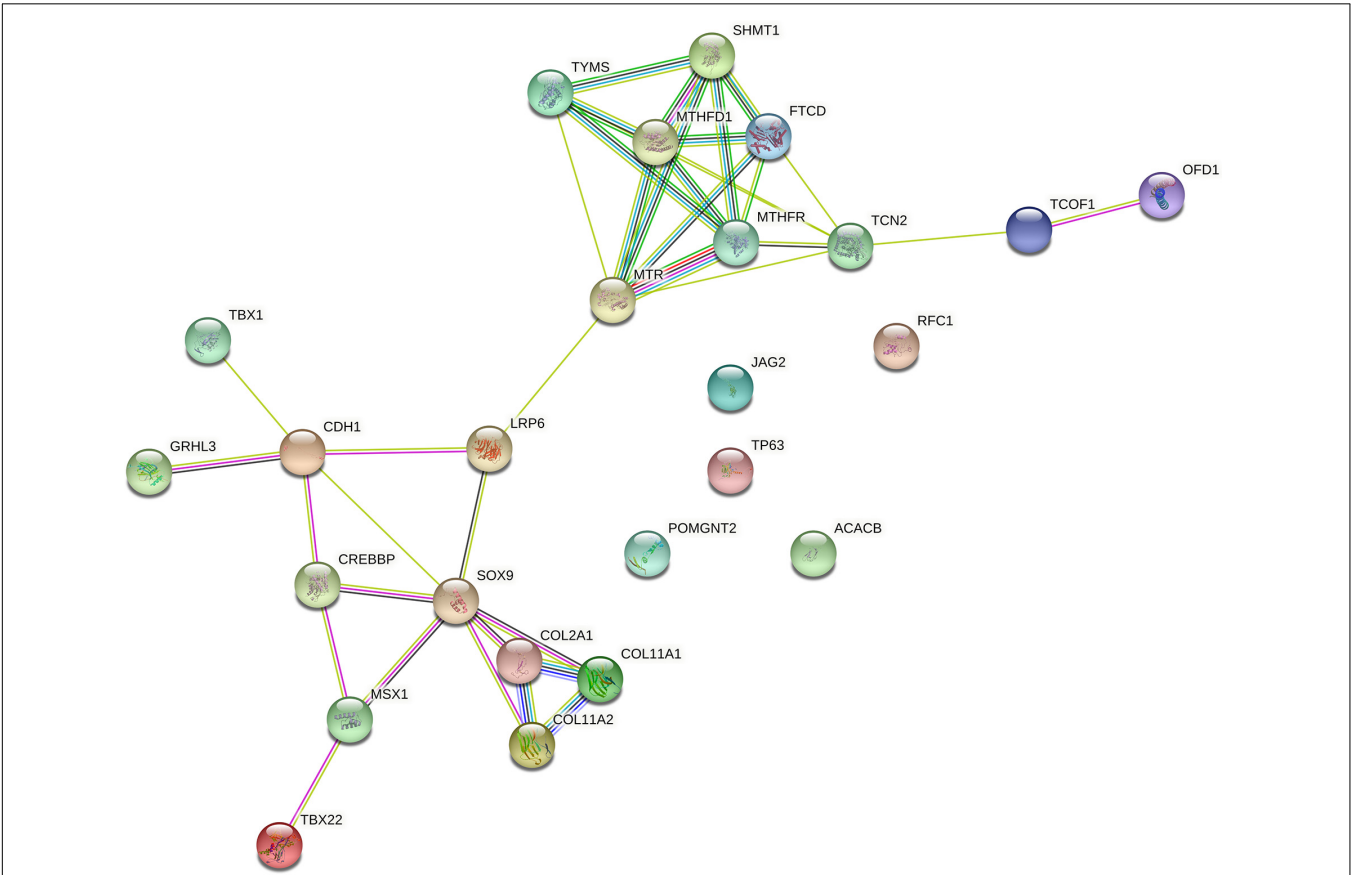 SHMT1
TYMS
FTCD
MTHFD1
OFD1
TCOF1
MTHFR
TCN2
MTR
TBX1
RFC1
JAG2
LRP6
CDH1
GRHL3
TP63
POMGNT2
ACACB
CREBBP
SOX9
COL2A1
COL11A1
MSX1
COL11A2
TBX22